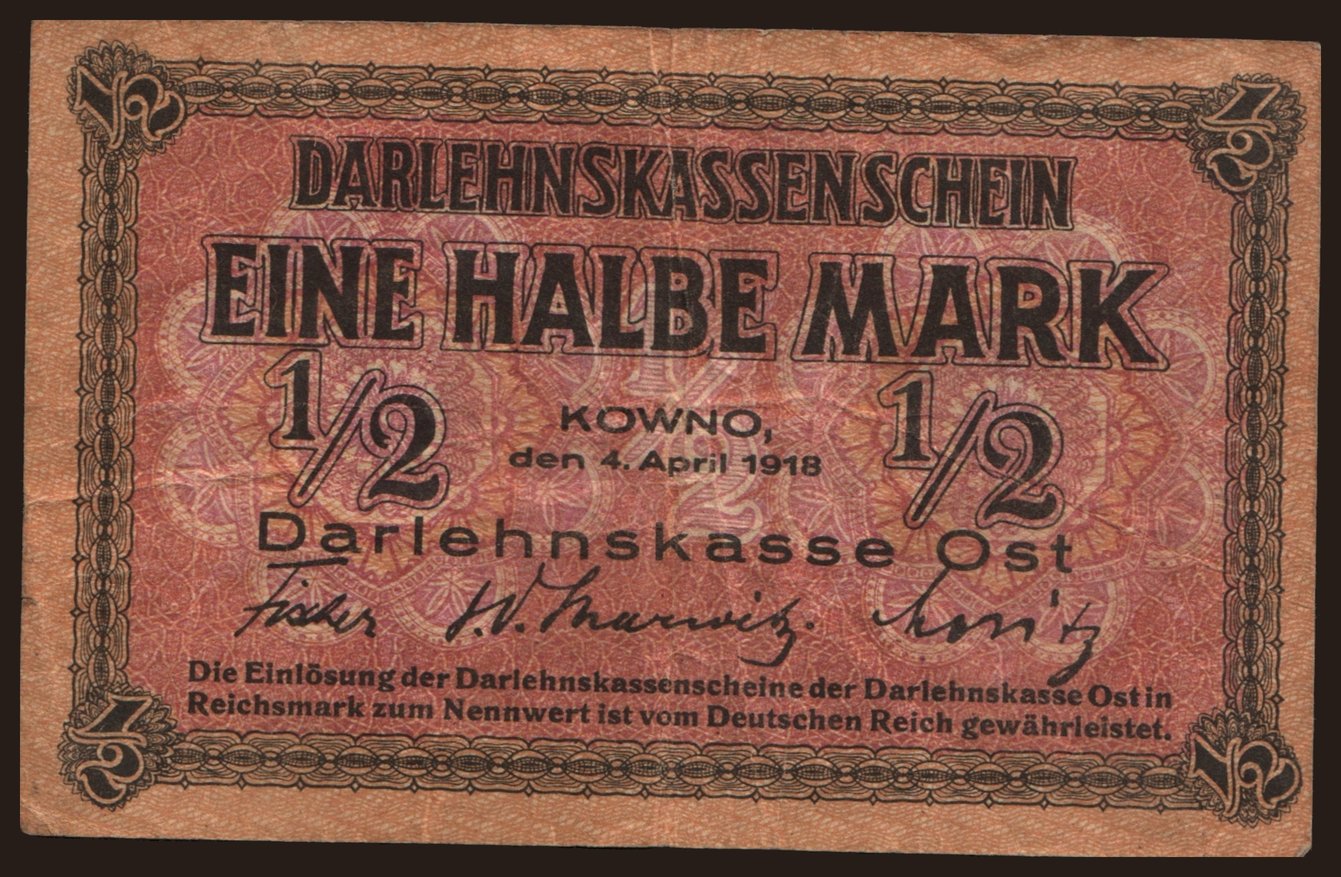 1/2 1/2
DARLEHNSKASSENSCHEIN
EINE HALBE MARK
1/2 1/2
KOWNO,
den 4. April 1918
Darlehnskasse Ost
Fischer
Die Einlösung der Darlehnskassenscheine der Darlehnskasse Ost in
Reichsmark zum Nennwert ist vom Deutschen Reich gewährleistet.
1/2 1/2